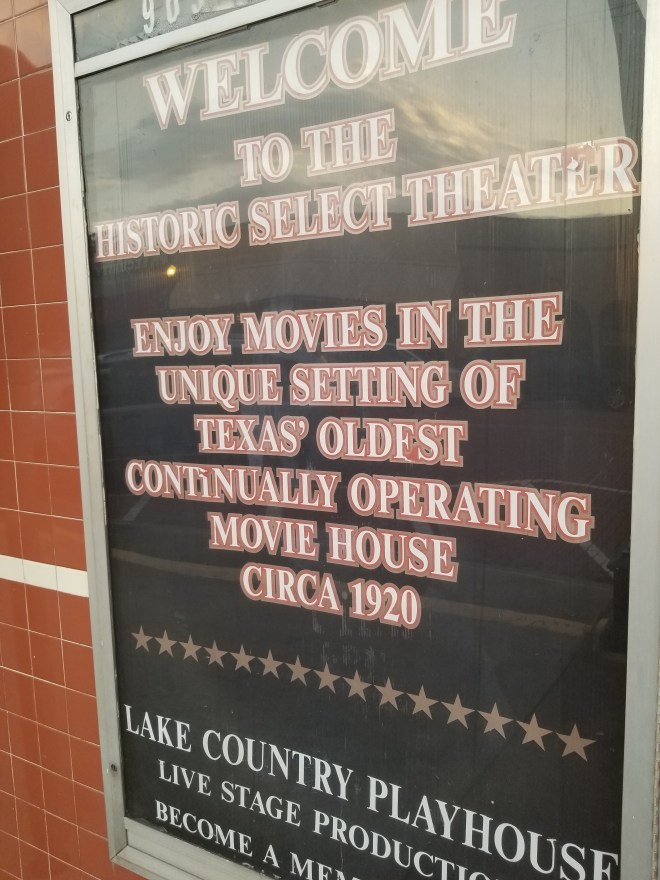 WELCOME
TO THE
HISTORIC SELECT THEATER
ENJOY MOVIES IN THE
UNIQUE SETTING OF
TEXAS' OLDEST
CONTINUALLY OPERATING
MOVIE HOUSE
CIRCA 1920
LAKE COUNTRY PLAYHOUSE
LIVE STAGE
BECOME A